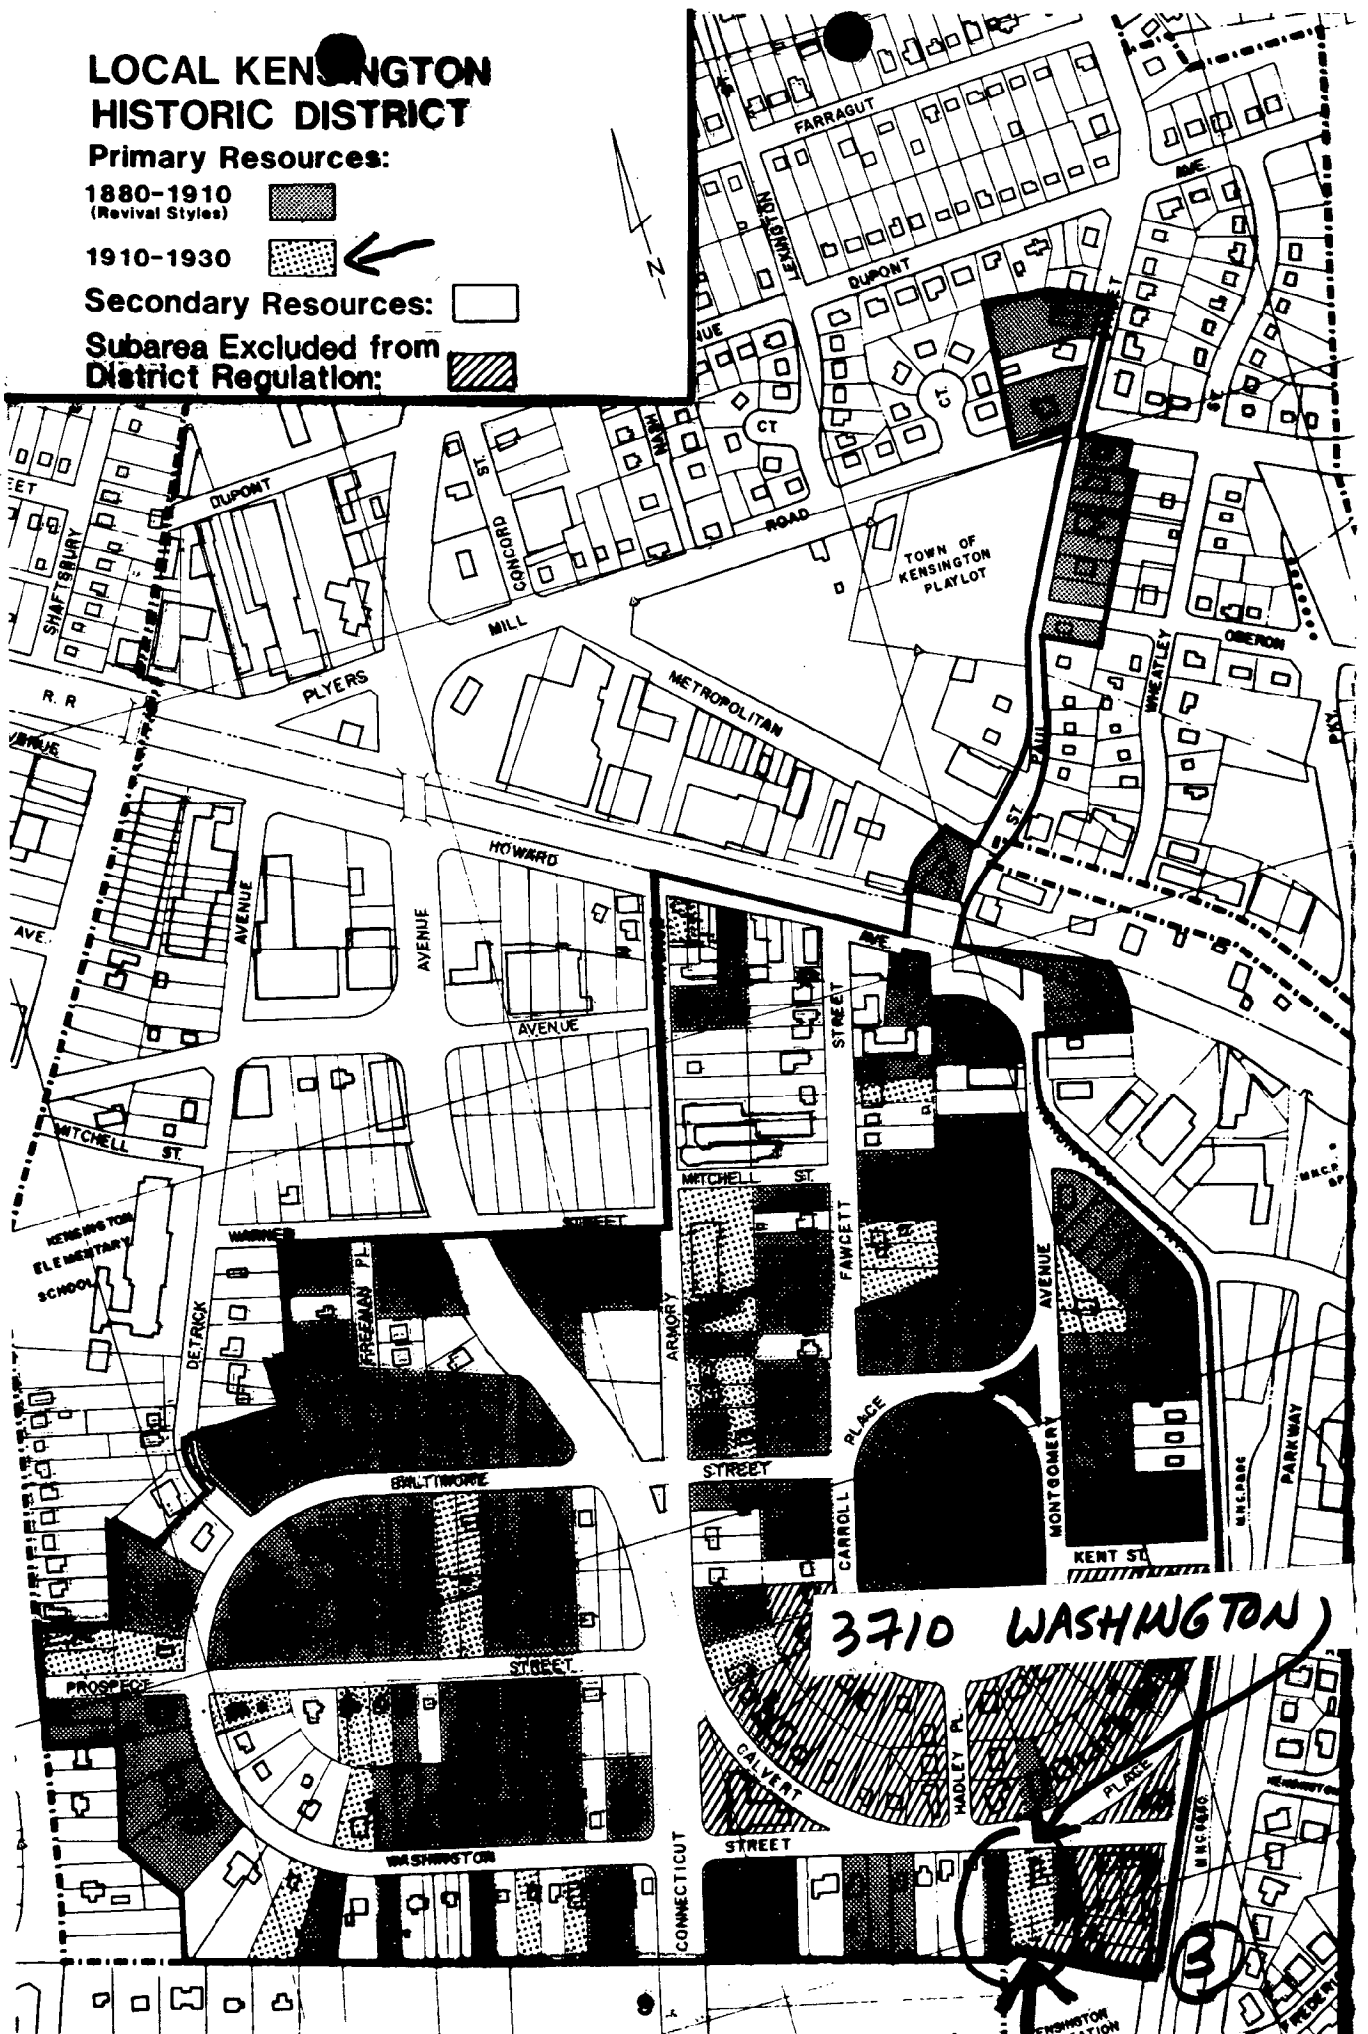 LOCAL KENSINGTON
HISTORIC DISTRICT
Primary Resources:
1880-1910
(Revival Styles)
1910-1930
Secondary Resources:
Subarea Excluded from
District Regulation:
N
FARRAGUT
AVE.
LEXINGTON
DUPONT
CT.
CT
NASH
ST.
CONCORD
DUPONT
SHAFTSBURY
ROAD
TOWN OF
KENSINGTON
PLAYLOT
MILL
PLYERS
METROPOLITAN
OBERON
WHEATLEY
PKY.
R. R
ST. PAUL
HOWARD
AVE.
AVENUE
AVENUE
AVE.
AVENUE
STREET
MITCHELL
ST.
MITCHELL
ST.
KENSINGTON
ELEMENTARY
SCHOOL
WARNER
STREET
FREEMAN PL.
DETRICK
ARMORY
FAWCETT
AVENUE
PLACE
MONTGOMERY
PARKWAY
BALTIMORE
STREET
CARROLL
KENT ST.
3710 WASHINGTON
PROSPECT
STREET
CALVERT
HADLEY PL.
PLACE
WASHINGTON
STREET
CONNECTICUT
3